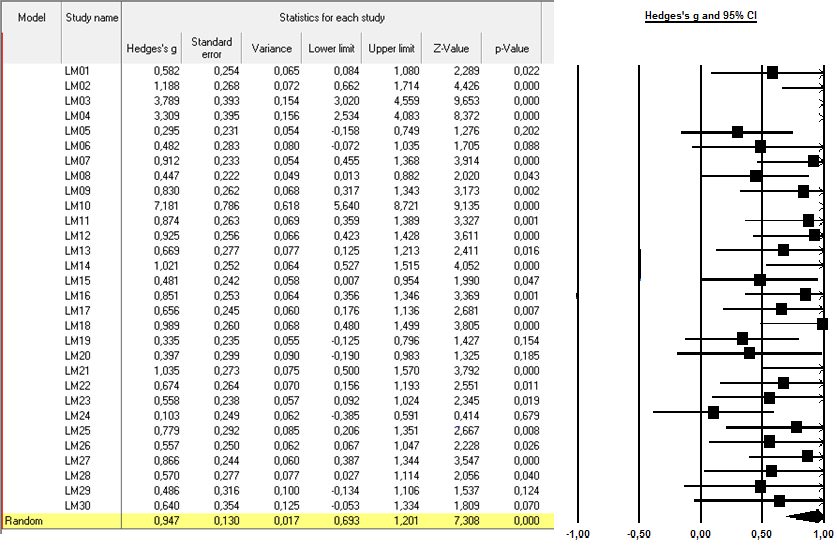 Model Study name Statistics for each study Hedges's g and 95% CI
Hedges's g Standard error Variance Lower limit Upper limit Z-Value p-Value
LM01 0,582 0,254 0,065 0,084 1,080 2,289 0,022
LM02 1,188 0,268 0,072 0,662 1,714 4,426 0,000
LM03 3,789 0,393 0,154 3,020 4,559 9,653 0,000
LM04 3,309 0,395 0,156 2,534 4,083 8,372 0,000
LM05 0,295 0,231 0,054 -0,158 0,749 1,276 0,202
LM06 0,482 0,283 0,080 -0,072 1,035 1,705 0,088
LM07 0,912 0,233 0,054 0,455 1,368 3,914 0,000
LM08 0,447 0,222 0,049 0,013 0,882 2,020 0,043
LM09 0,830 0,262 0,068 0,317 1,343 3,173 0,002
LM10 7,181 0,786 0,618 5,640 8,721 9,135 0,000
LM11 0,874 0,263 0,069 0,359 1,389 3,327 0,001
LM12 0,925 0,256 0,066 0,423 1,428 3,611 0,000
LM13 0,669 0,277 0,077 0,125 1,213 2,411 0,016
LM14 1,021 0,252 0,064 0,527 1,515 4,052 0,000
LM15 0,481 0,242 0,058 0,007 0,954 1,990 0,047
LM16 0,851 0,253 0,064 0,356 1,346 3,369 0,001
LM17 0,656 0,245 0,060 0,176 1,136 2,681 0,007
LM18 0,989 0,260 0,068 0,480 1,499 3,805 0,000
LM19 0,335 0,235 0,055 -0,125 0,796 1,427 0,154
LM20 0,397 0,299 0,090 -0,190 0,983 1,325 0,185
LM21 1,035 0,273 0,075 0,500 1,570 3,792 0,000
LM22 0,674 0,264 0,070 0,156 1,193 2,551 0,011
LM23 0,558 0,238 0,057 0,092 1,024 2,345 0,019
LM24 0,103 0,249 0,062 -0,385 0,591 0,414 0,679
LM25 0,779 0,292 0,085 0,206 1,351 2,667 0,008
LM26 0,557 0,250 0,062 0,067 1,047 2,228 0,026
LM27 0,866 0,244 0,060 0,387 1,344 3,547 0,000
LM28 0,570 0,277 0,077 0,027 1,114 2,056 0,040
LM29 0,486 0,316 0,100 -0,134 1,106 1,537 0,124
LM30 0,640 0,354 0,125 -0,053 1,344 1,809 0,070
Random 0,947 0,130 0,017 0,693 1,201 7,308 0,000
-1,00 -0,50 0,00 0,50 1,00